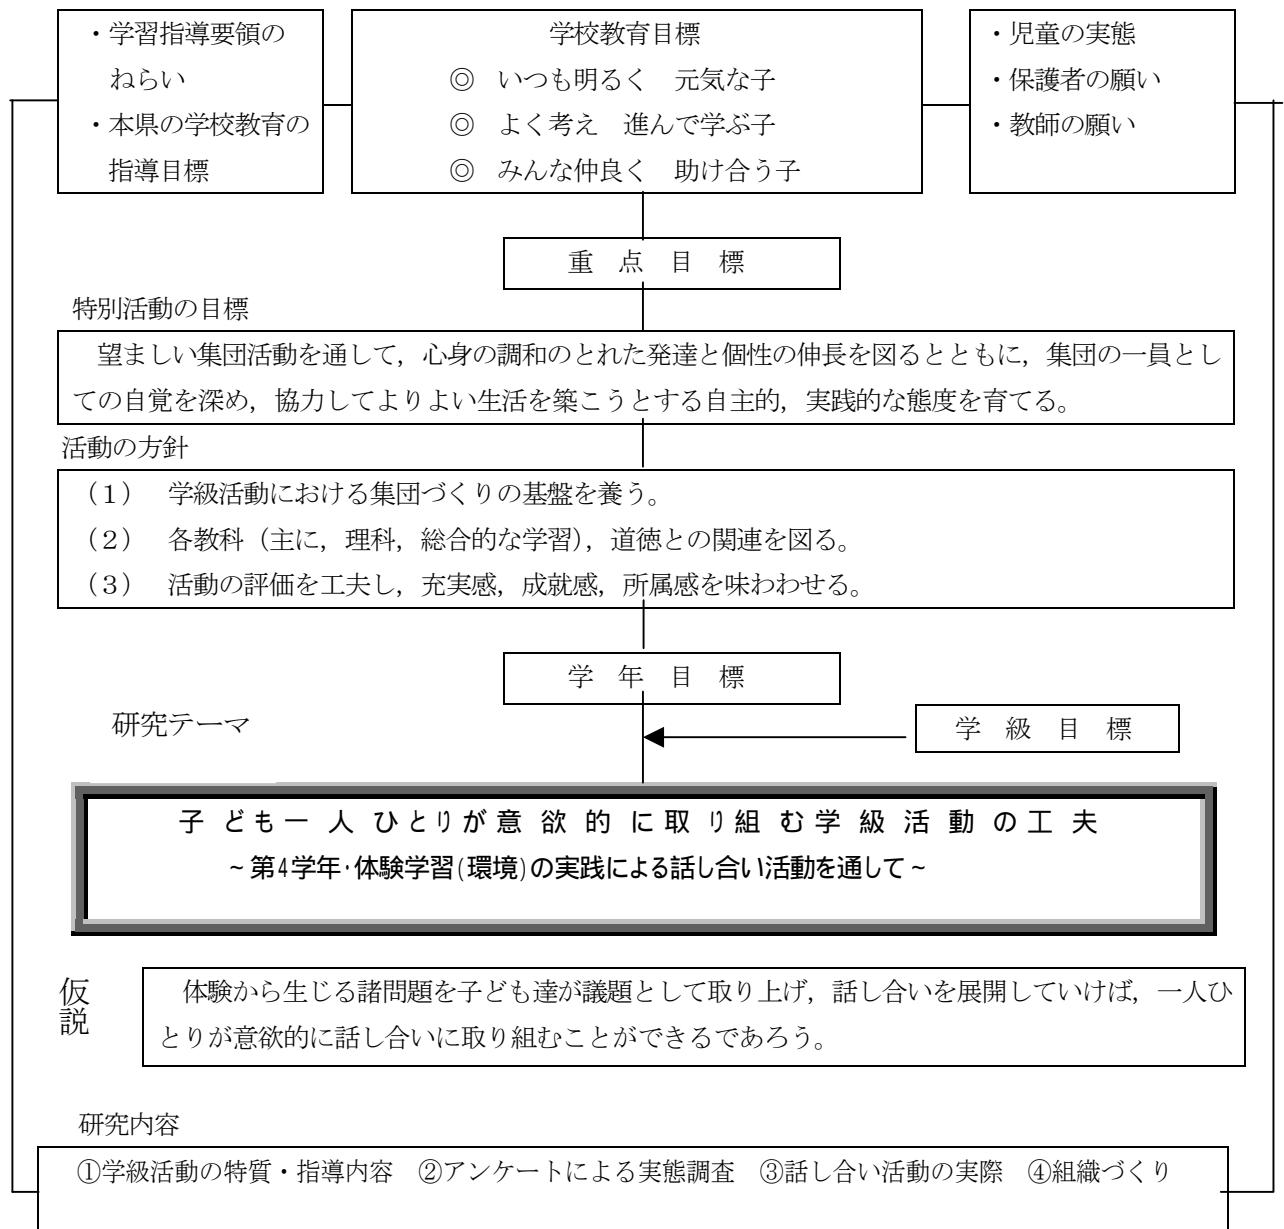 ・学習指導要領の
ねらい
・本県の学校教育の
指導目標
学校教育目標
◎ いつも明るく 元気な子
◎ よく考え 進んで学ぶ子
◎ みんな仲良く 助け合う子
・児童の実態
・保護者の願い
・教師の願い
重 点 目 標
特別活動の目標
望ましい集団活動を通して，心身の調和のとれた発達と個性の伸長を図るとともに，集団の一員とし
ての自覚を深め，協力してよりよい生活を築こうとする自主的，実践的な態度を育てる。
活動の方針
（１） 学級活動における集団づくりの基盤を養う。
（２） 各教科（主に，理科，総合的な学習），道徳との関連を図る。
（３） 活動の評価を工夫し，充実感，成就感，所属感を味わわせる。
学 年 目 標
研究テーマ
学 級 目 標
子ども一人ひとりが意欲的に取り組む学級活動の工夫
~第4学年･体験学習(環境)の実践による話し合い活動を通して~
仮説
体験から生じる諸問題を子ども達が議題として取り上げ，話し合いを展開していけば，一人ひ
とりが意欲的に話し合いに取り組むことができるであろう。
研究内容
①学級活動の特質・指導内容 ②アンケートによる実態調査 ③話し合い活動の実際 ④組織づくり